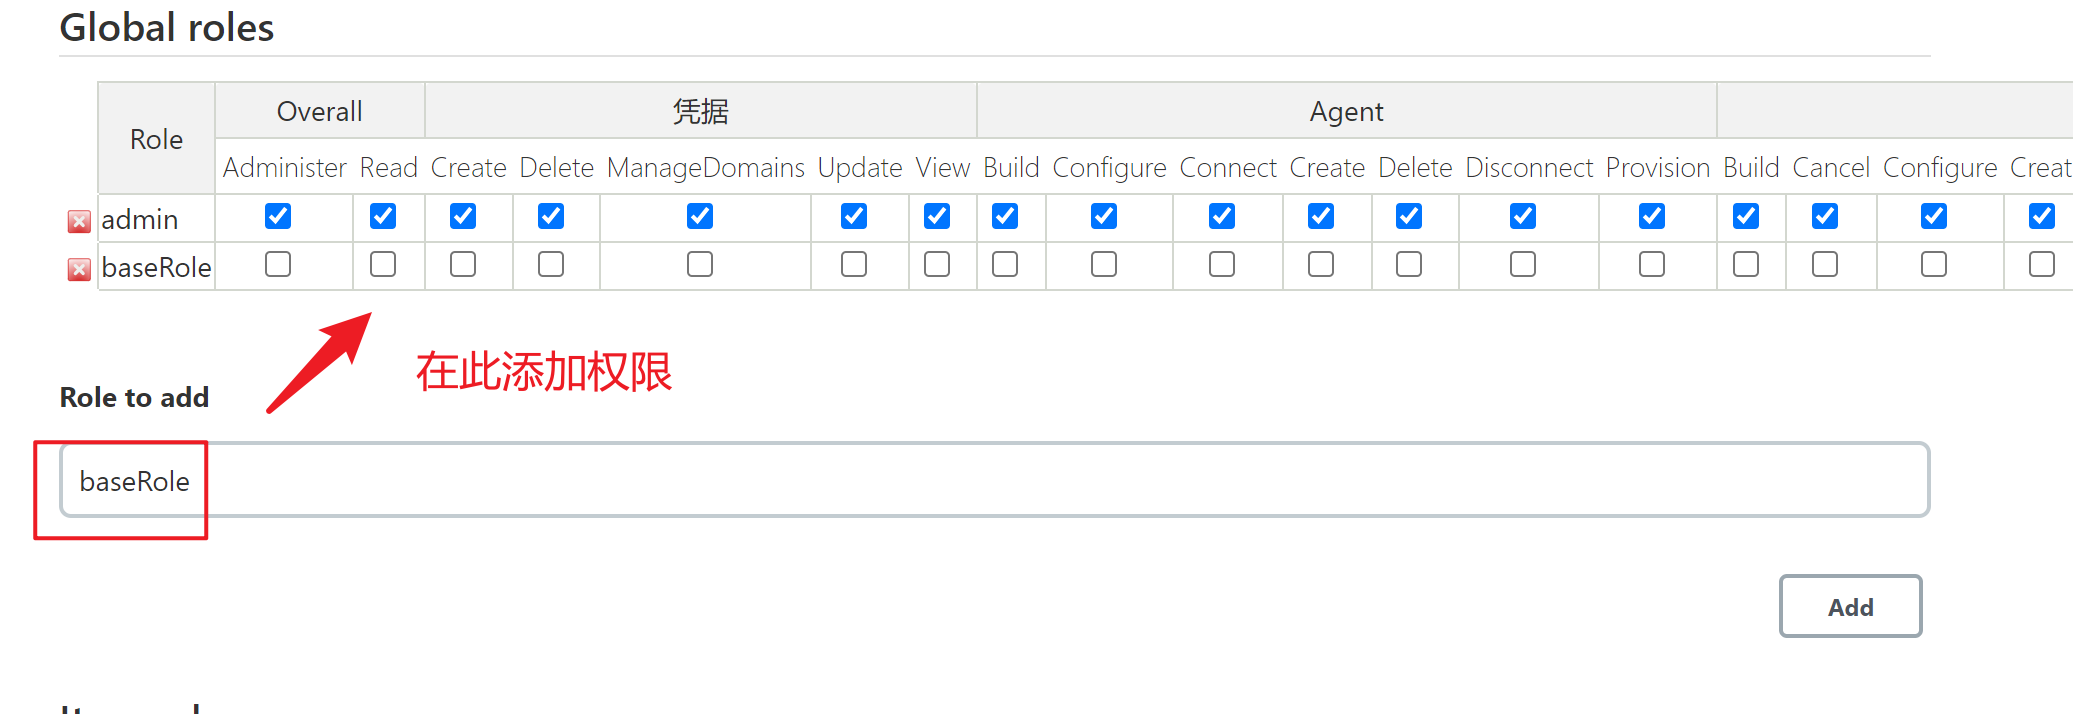 Global roles
Role Overall 凭据 Agent
Administer Read Create Delete ManageDomains Update View Build Configure Connect Create Delete Disconnect Provision Build Cancel Configure Creat
admin
baseRole
在此添加权限
Role to add
baseRole
Add